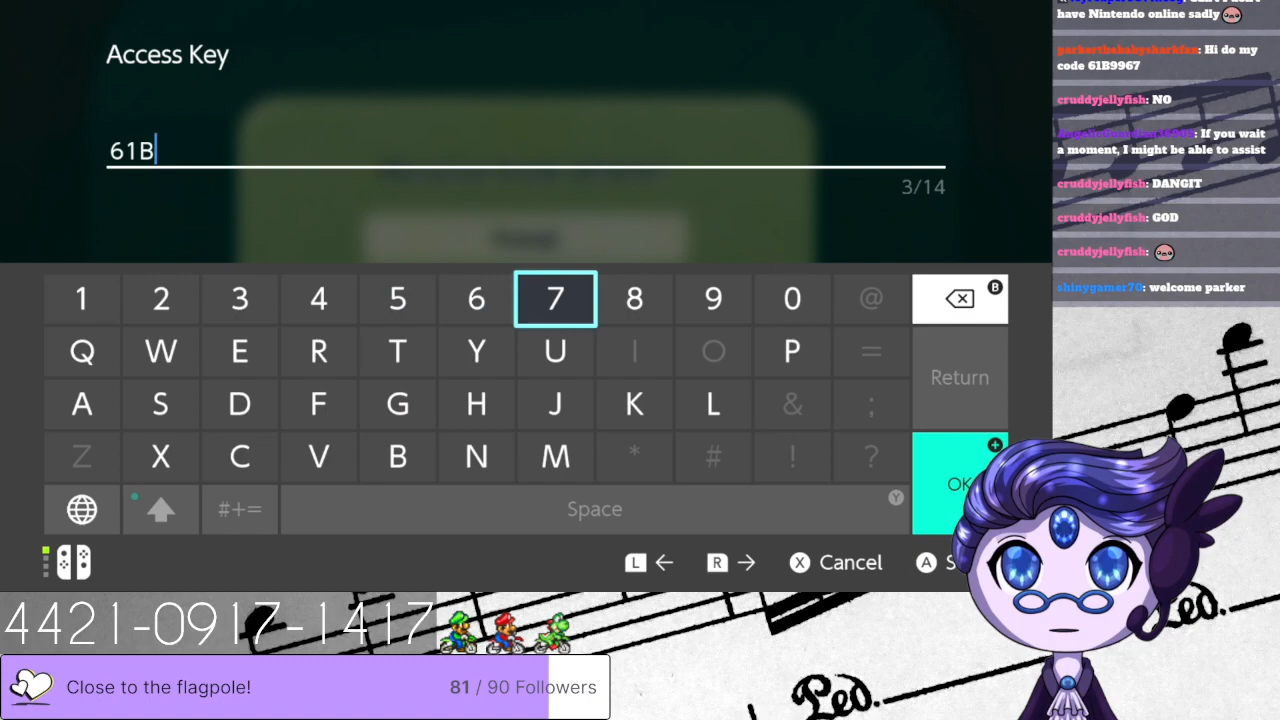 Access Key
61B
3/14
1 2 3 4 5 6 7 8 9 0 @ B
Q W E R T Y U I O P =
Return
A S D F G H J K L & ;
Z X C V B N M * # ! ?
+
OK
#+= Space Y
L ← R → X Cancel A S
4421-0917-1417
Close to the flagpole! 81 / 90 Followers
have Nintendo online sadly
parkerthebabysharkfan: Hi do my
code 61B9967
cruddyjellyfish: NO
If you wait
a moment, I might be able to assist
cruddyjellyfish: DANGIT
cruddyjellyfish: GOD
cruddyjellyfish:
shinygamer70: welcome parker
Led.
Led.